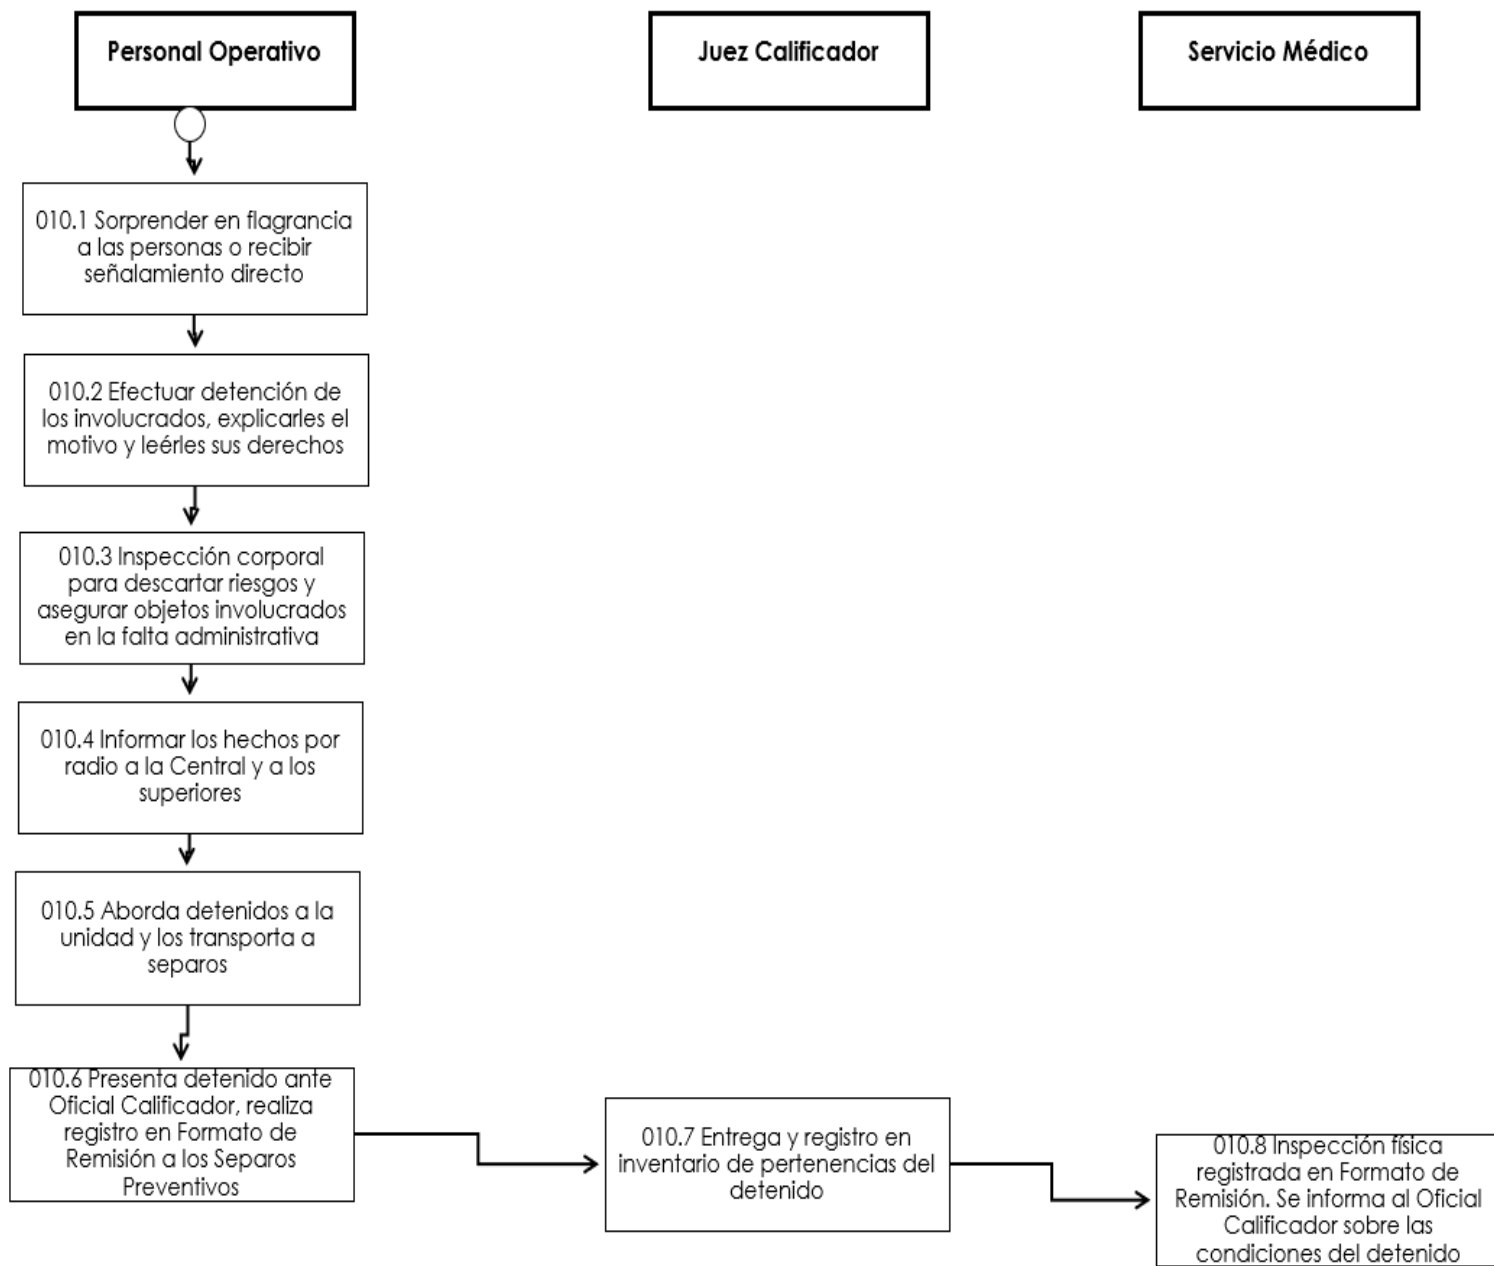 Personal Operativo
Juez Calificador
Servicio Médico
010.1 Sorprender en flagrancia
a las personas o recibir
señalamiento directo
010.2 Efectuar detención de
los involucrados, explicarles el
motivo y leérles sus derechos
010.3 Inspección corporal
para descartar riesgos y
asegurar objetos involucrados
en la falta administrativa
010.4 Informar los hechos por
radio a la Central y a los
superiores
010.5 Aborda detenidos a la
unidad y los transporta a
separos
010.6 Presenta detenido ante
Oficial Calificador, realiza
registro en Formato de
Remisión a los Separos
Preventivos
010.7 Entrega y registro en
inventario de pertenencias del
detenido
010.8 Inspección física
registrada en Formato de
Remisión. Se informa al Oficial
Calificador sobre las
condiciones del detenido